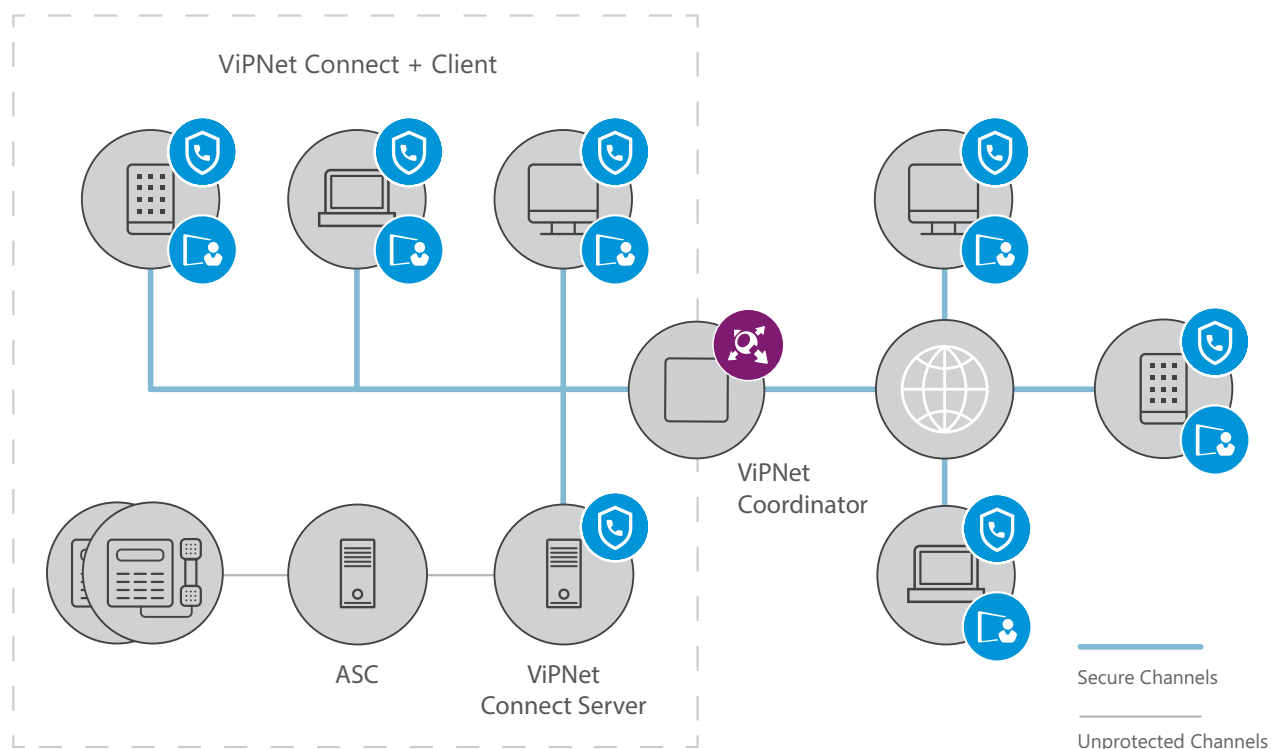 ViPNet Connect + Client
ViPNet
Coordinator
ASC
ViPNet
Connect Server
Secure Channels
Unprotected Channels